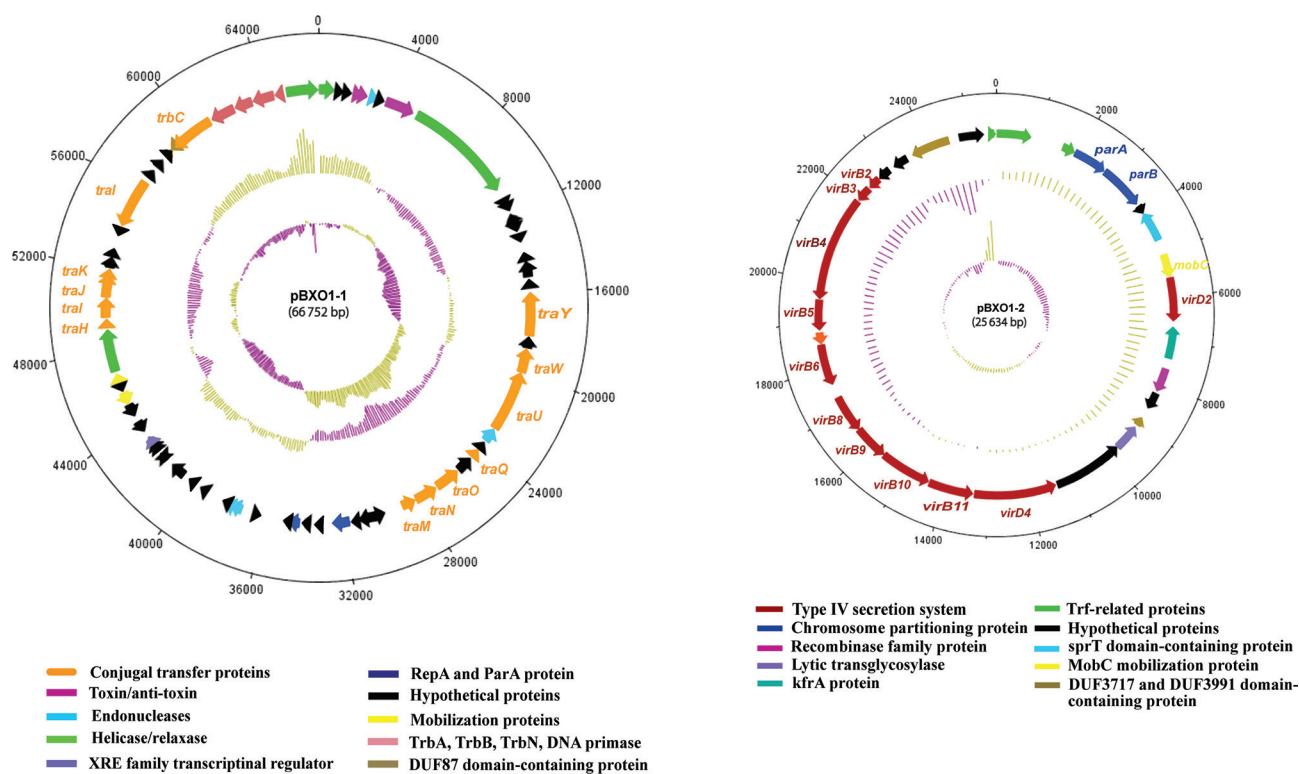 0
4000
8000
12000
16000
20000
24000
28000
32000
36000
40000
44000
48000
52000
56000
60000
64000
trbC
traI
traK
traJ
traI
traH
traY
traW
traU
traQ
traO
traN
traM
pBXO1-1
(66 752 bp)
Conjugal transfer proteins
Toxin/anti-toxin
Endonucleases
Helicase/relaxase
XRE family transcriptinal regulator
RepA and ParA protein
Hypothetical proteins
Mobilization proteins
TrbA, TrbB, TrbN, DNA primase
DUF87 domain-containing protein
0
2000
4000
6000
8000
10000
12000
14000
16000
18000
20000
22000
24000
parA
parB
mobC
virD2
virB2
virB3
virB4
virB5
virB6
virB8
virB9
virB10
virB11
virD4
pBXO1-2
(25 634 bp)
Type IV secretion system
Chromosome partitioning protein
Recombinase family protein
Lytic transglycosylase
kfrA protein
Trf-related proteins
Hypothetical proteins
sprT domain-containing protein
MobC mobilization protein
DUF3717 and DUF3991 domain-
containing protein